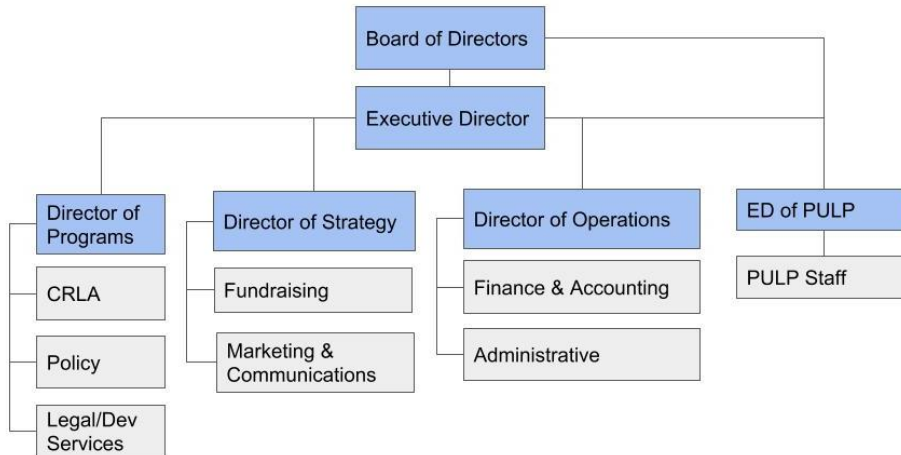 Board of Directors
Executive Director
Director of
Programs
Director of Strategy
Director of Operations
ED of PULP
CRLA
Fundraising
Finance & Accounting
PULP Staff
Policy
Marketing &
Communications
Administrative
Legal/Dev
Services